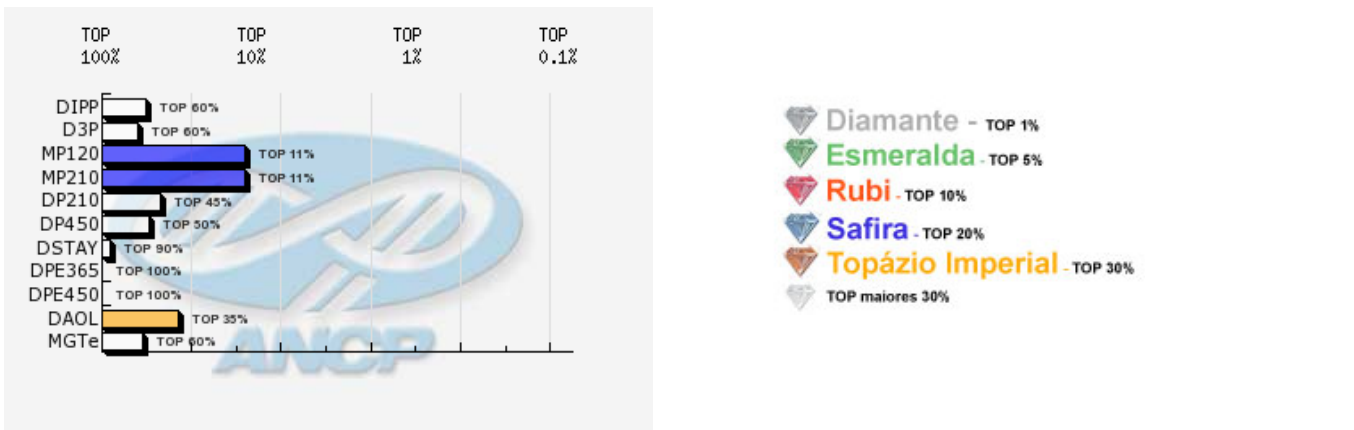 TOP TOP TOP TOP
100% 10% 1% 0.1%
DIPP TOP 60%
D3P TOP 60%
MP120 TOP 11%
MP210 TOP 11%
DP210 TOP 45%
DP450 TOP 50%
DSTAY TOP 90%
DPE365 TOP 100%
DPE450 TOP 100%
DAOL TOP 35%
MGTe TOP 60%
ANCP
Diamante - TOP 1%
Esmeralda - TOP 5%
Rubi - TOP 10%
Safira - TOP 20%
Topázio Imperial - TOP 30%
TOP maiores 30%